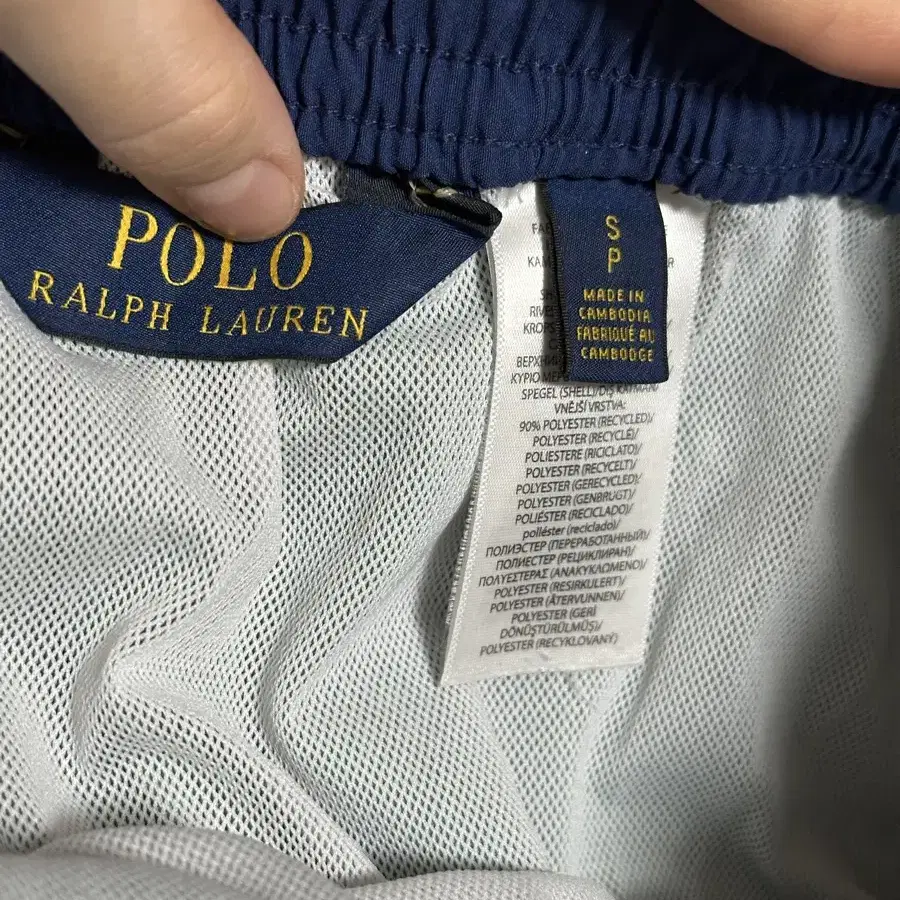 POLO
RALPH LAUREN
S
P
MADE IN
CAMBODIA
FABRIQUÉ AU
CAMBODGE
SPEGEL (SHELL)/DIŞ
VNĚJŠÍ VRSTVA:
90% POLYESTER (RECYCLED)/
POLYESTER (RECYCLÉ)/
POLIESTERE (RICICLATO)/
POLYESTER (RECYCELT)/
POLYESTER (GERECYCLED)/
POLYESTER (GENBRUGT)/
POLIÉSTER (RECICLADO)/
poliéster (reciclado)/
ПОЛИЭСТЕР (ПЕРЕРАБОТАННЫЙ)/
ПОЛИЕСТЕР (РЕЦИКЛИРАН)/
ΠΟΛΥΕΣΤΕΡΑΣ (ΑΝΑΚΥΚΛΩΜΕΝΟ)/
POLYESTER (RESIRKULERT)/
POLYESTER (ÅTERVUNNEN)/
POLYESTER (GERİ
DÖNÜŞTÜRÜLMÜŞ)/
POLYESTER (RECYKLOVANÝ)